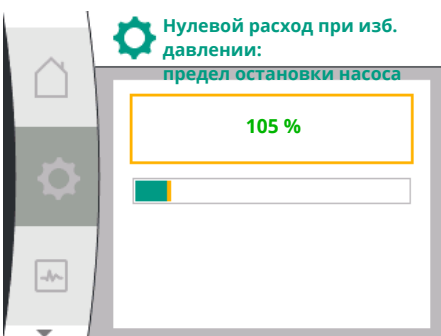 Нулевой расход при изб.
давлении:
предел остановки насоса
105 %